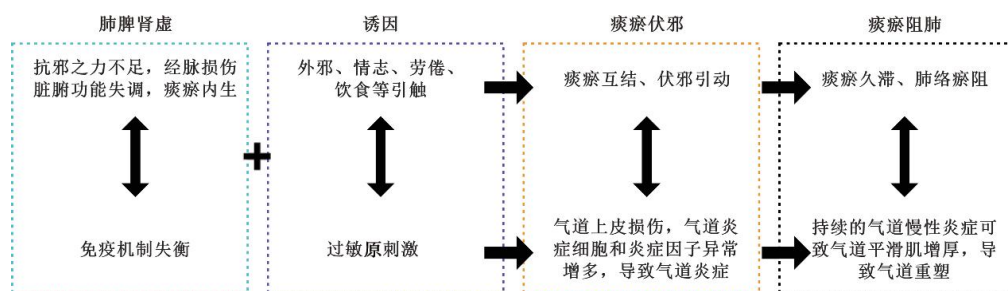 肺脾肾虚
抗邪之力不足，经脉损伤
脏腑功能失调，痰瘀内生
免疫机制失衡
诱因
外邪、情志、劳倦、
饮食等引触
过敏原刺激
痰瘀伏邪
痰瘀互结、伏邪引动
气道上皮损伤，气道炎
症细胞和炎症因子异常
增多，导致气道炎症
痰瘀阻肺
痰瘀久滞、肺络瘀阻
持续的气道慢性炎症可
致气道平滑肌增厚，导
致气道重塑